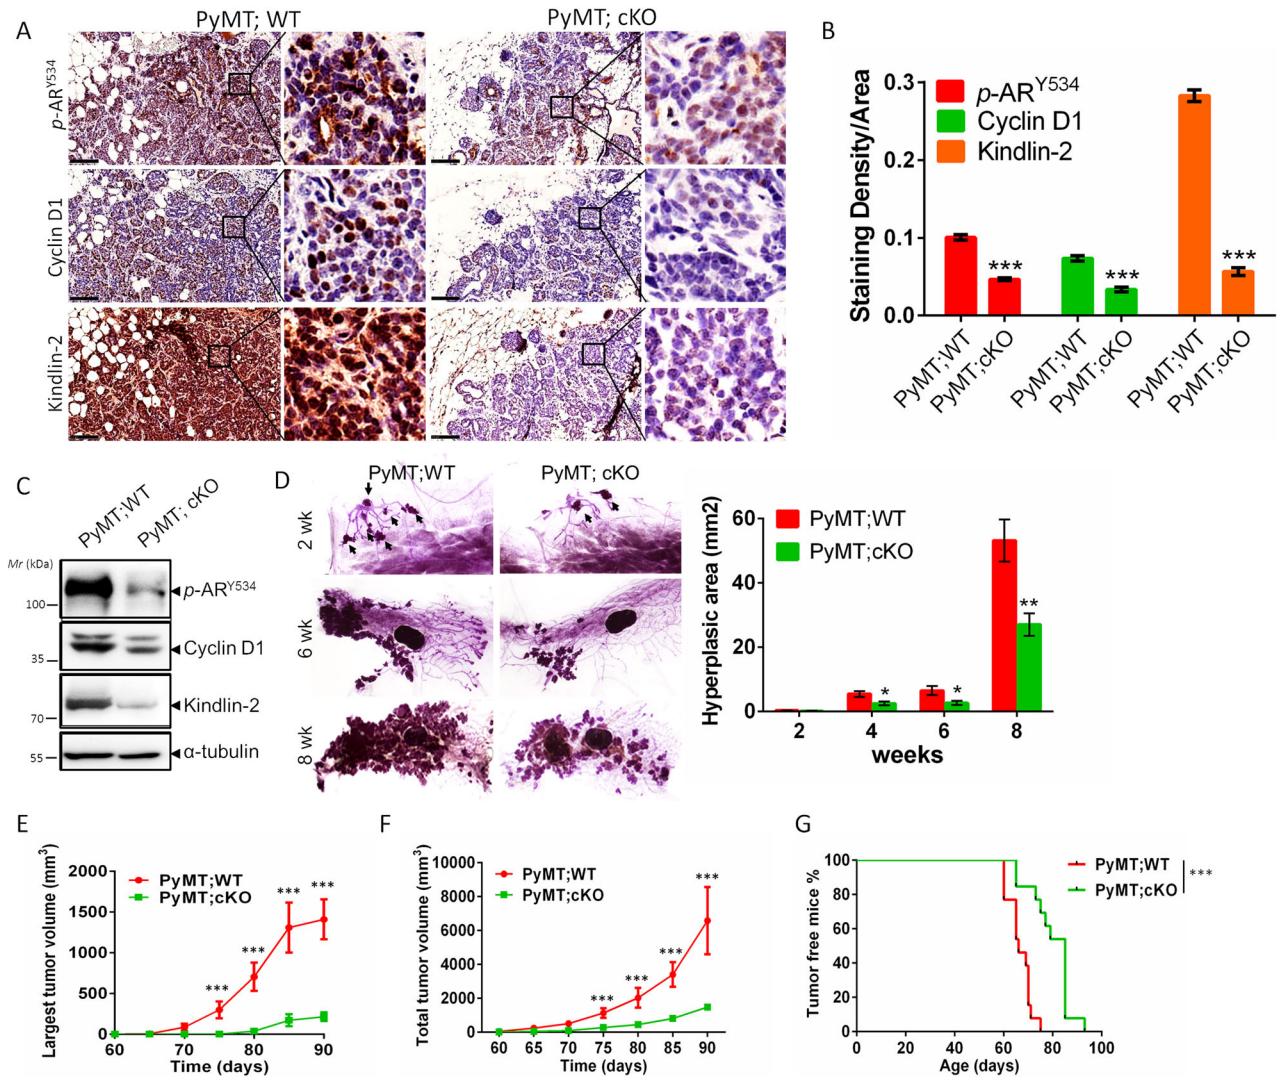 A
PyMT; WT
PyMT; cKO
p-ARY534
Cyclin D1
Kindlin-2
B
Staining Density/Area
0.3
0.2
0.1
0.0
p-ARY534
Cyclin D1
Kindlin-2
***
***
***
PyMT;WT
PyMT;cKO
PyMT;WT
PyMT;cKO
PyMT;WT
PyMT;cKO
C
PyMT;WT
PyMT; cKO
Mr (kDa)
100
35
70
55
p-ARY534
Cyclin D1
Kindlin-2
α-tubulin
D
PyMT;WT
PyMT; cKO
2 wk
6 wk
8 wk
Hyperplasic area (mm2)
60
40
20
0
PyMT;WT
PyMT;cKO
*
*
**
2
4
6
8
weeks
E
Largest tumor volume (mm3)
2000
1500
1000
500
0
PyMT;WT
PyMT;cKO
***
***
***
***
60
70
80
90
Time (days)
F
Total tumor volume (mm3)
10000
8000
6000
4000
2000
0
PyMT;WT
PyMT;cKO
***
***
***
***
60
65
70
75
80
85
90
Time (days)
G
Tumor free mice %
100
80
60
40
20
0
PyMT;WT
PyMT;cKO
***
0
20
40
60
80
100
Age (days)